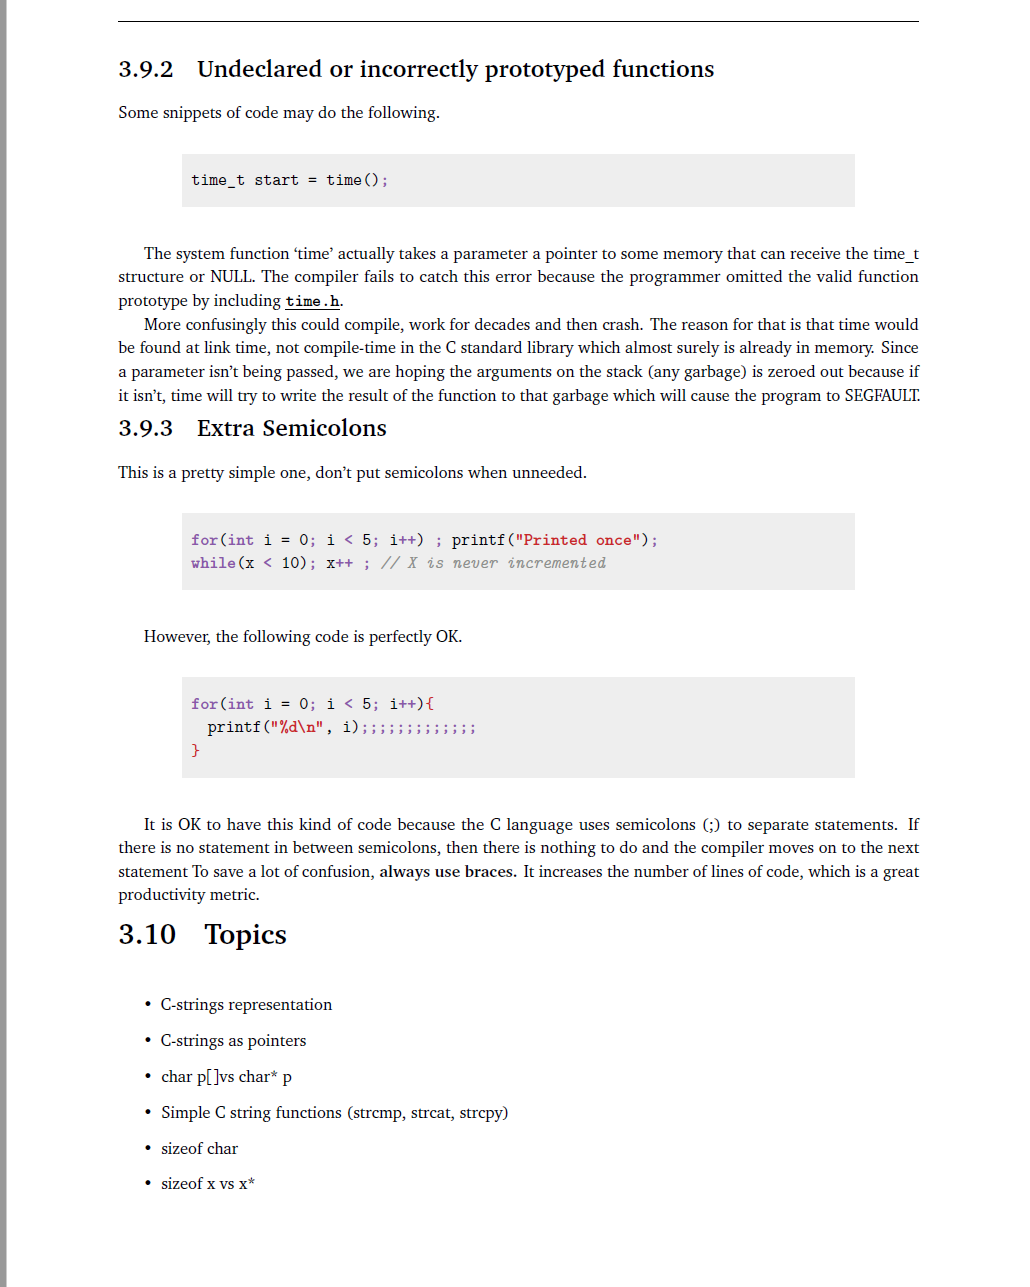 3.9.2 Undeclared or incorrectly prototyped functions
Some snippets of code may do the following.
time_t start = time();
The system function ‘time’ actually takes a parameter a pointer to some memory that can receive the time_t
structure or NULL. The compiler fails to catch this error because the programmer omitted the valid function
prototype by including time.h.
More confusingly this could compile, work for decades and then crash. The reason for that is that time would
be found at link time, not compile-time in the C standard library which almost surely is already in memory. Since
a parameter isn’t being passed, we are hoping the arguments on the stack (any garbage) is zeroed out because if
it isn’t, time will try to write the result of the function to that garbage which will cause the program to SEGFAULT.
3.9.3 Extra Semicolons
This is a pretty simple one, don’t put semicolons when unneeded.
for(int i = 0; i < 5; i++) ; printf("Printed once");
while(x < 10); x++ ; // X is never incremented
However, the following code is perfectly OK.
for(int i = 0; i < 5; i++){
printf("%d\n", i);;;;;;;;;;;;;
}
It is OK to have this kind of code because the C language uses semicolons (;) to separate statements. If
there is no statement in between semicolons, then there is nothing to do and the compiler moves on to the next
statement To save a lot of confusion, always use braces. It increases the number of lines of code, which is a great
productivity metric.
3.10 Topics
• C-strings representation
• C-strings as pointers
• char p[]vs char* p
• Simple C string functions (strcmp, strcat, strcpy)
• sizeof char
• sizeof x vs x*